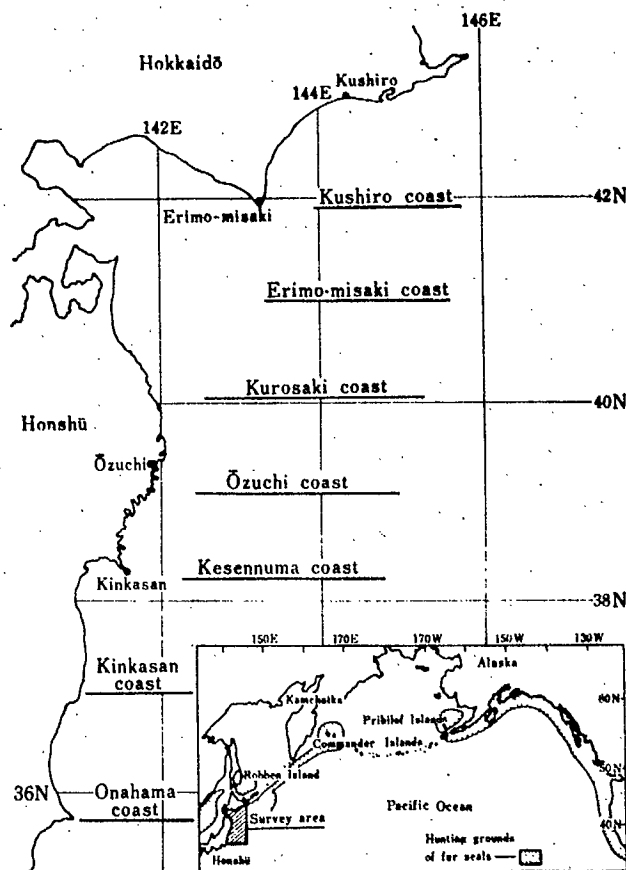 146E
Hokkaidō
Kushiro
144E
142E
42N
Kushiro coast
Erimo-misaki
Erimo-misaki coast
Kurosaki coast
40N
Honshū
Ōzuchi
Ōzuchi coast
Kesennuma coast
Kinkasan
38N
150E
170E
170W
150W
130W
Alaska
Kinkasan
coast
60N
Kamchatka
Pribilof Islands
Commander Islands
Robben Island
50N
36N
Onahama
coast
Pacific Ocean
Survey area
40N
Honshū
Hunting grounds
of fur seals